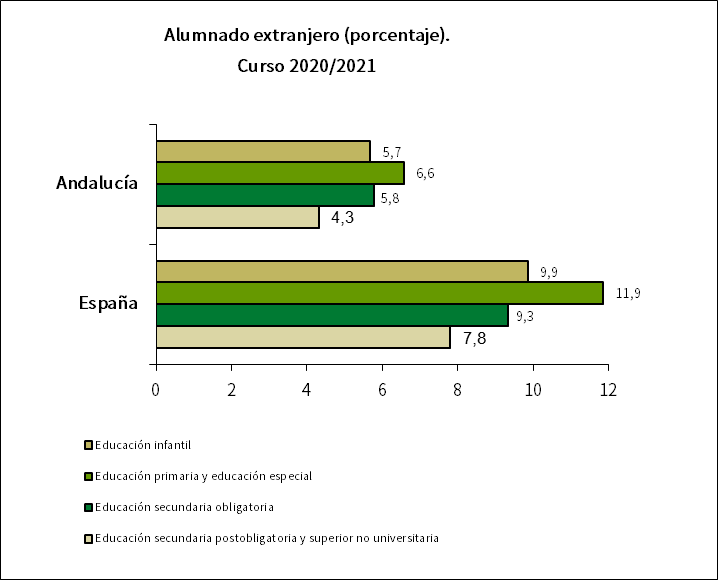 Alumnado extranjero (porcentaje).
Curso 2020/2021
Andalucía
5,7
6,6
5,8
4,3
España
9,9
11,9
9,3
7,8
0 2 4 6 8 10 12
Educación infantil
Educación primaria y educación especial
Educación secundaria obligatoria
Educación secundaria postobligatoria y superior no universitaria